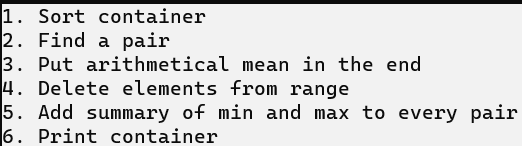 1. Sort container
2. Find a pair
3. Put arithmetical mean in the end
4. Delete elements from range
5. Add summary of min and max to every pair
6. Print container